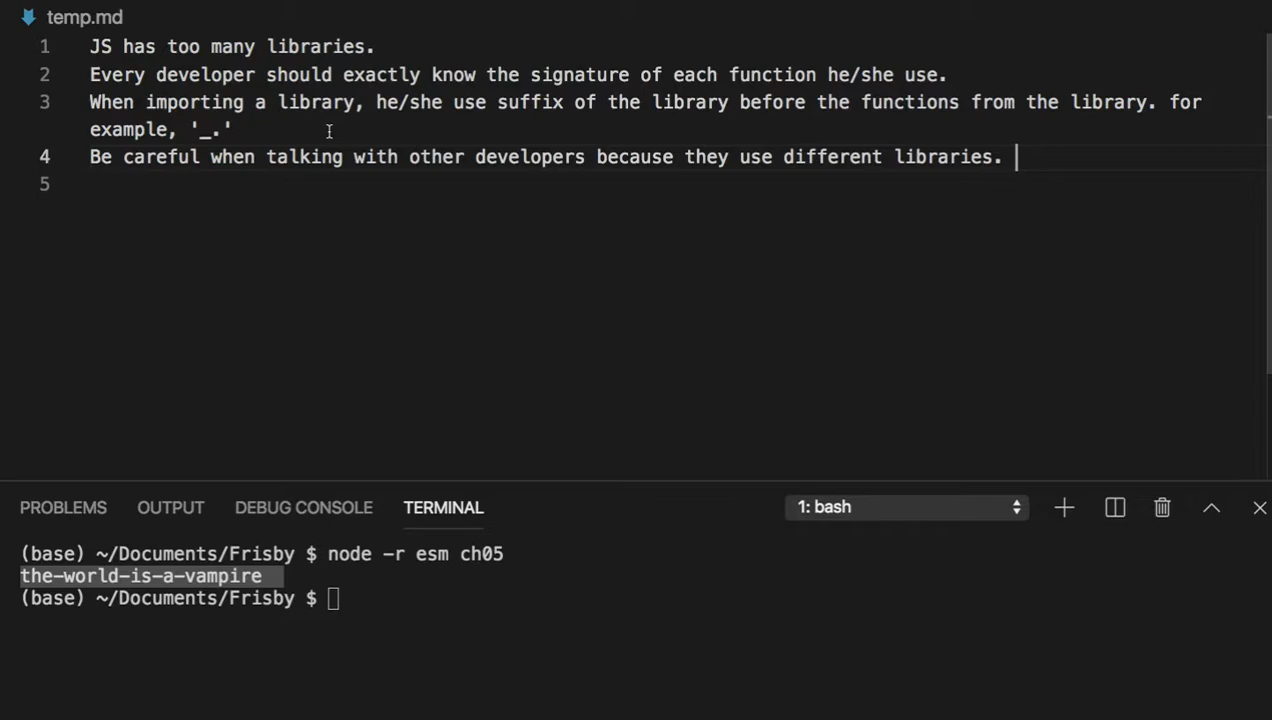 temp.md
1 JS has too many libraries.
2 Every developer should exactly know the signature of each function he/she use.
3 When importing a library, he/she use suffix of the library before the functions from the library. for
example, '_.'
4 Be careful when talking with other developers because they use different libraries.
5
PROBLEMS OUTPUT DEBUG CONSOLE TERMINAL 1: bash
(base) ~/Documents/Frisby $ node -r esm ch05
the-world-is-a-vampire
(base) ~/Documents/Frisby $